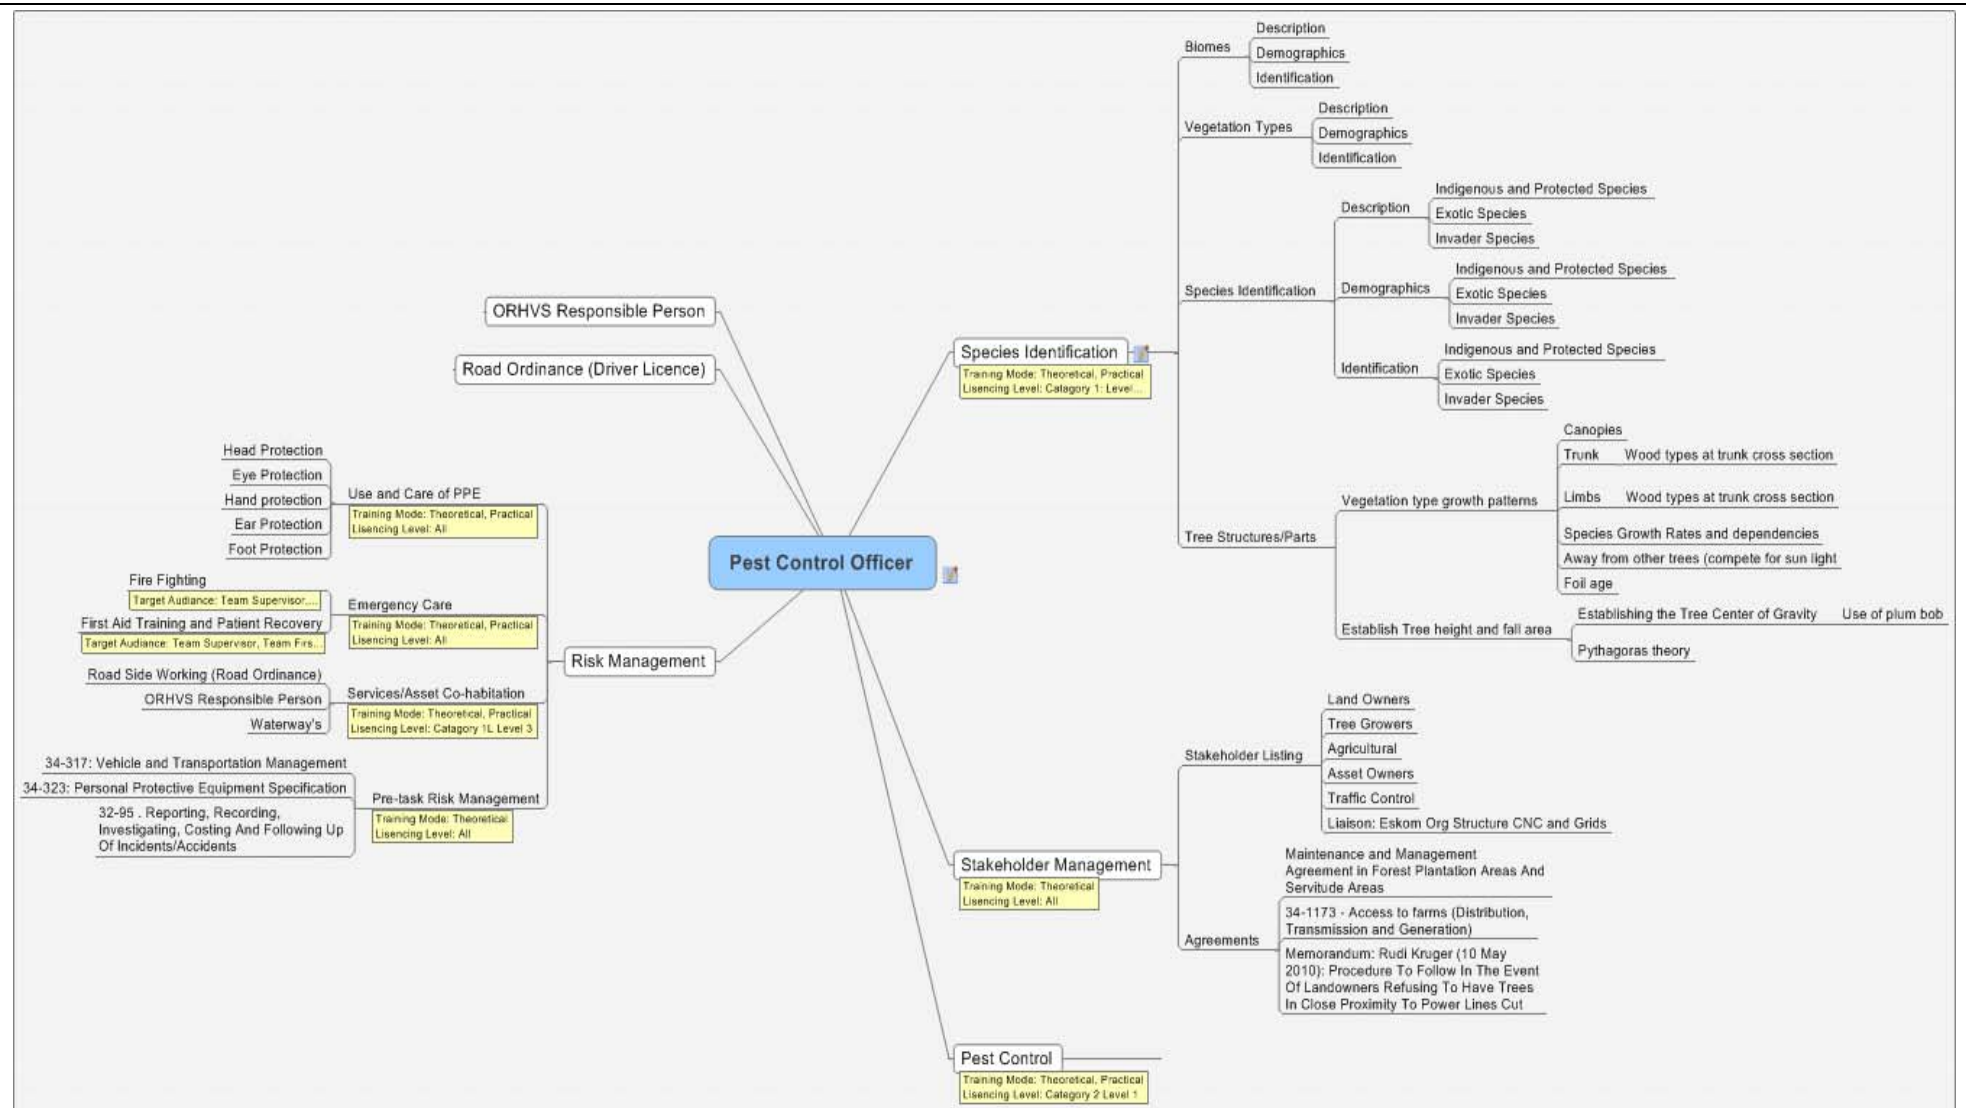 Pest Control Officer
ORHVS Responsible Person
Road Ordinance (Driver Licence)
Risk Management
Use and Care of PPE
Training Mode: Theoretical, Practical
Lisencing Level: All
Head Protection
Eye Protection
Hand protection
Ear Protection
Foot Protection
Emergency Care
Training Mode: Theoretical, Practical
Lisencing Level: All
Fire Fighting
Target Audiance: Team Supervisor,...
First Aid Training and Patient Recovery
Target Audiance: Team Supervisor, Team Firs...
Services/Asset Co-habitation
Training Mode: Theoretical, Practical
Lisencing Level: Catagory 1L Level 3
Road Side Working (Road Ordinance)
ORHVS Responsible Person
Waterway's
Pre-task Risk Management
Training Mode: Theoretical
Lisencing Level: All
34-317: Vehicle and Transportation Management
34-323: Personal Protective Equipment Specification
32-95 . Reporting, Recording,
Investigating, Costing And Following Up
Of Incidents/Accidents
Species Identification
Training Mode: Theoretical, Practical
Lisencing Level: Catagory 1: Level...
Biomes
Description
Demographics
Identification
Vegetation Types
Description
Demographics
Identification
Species Identification
Description
Indigenous and Protected Species
Exotic Species
Invader Species
Demographics
Indigenous and Protected Species
Exotic Species
Invader Species
Identification
Indigenous and Protected Species
Exotic Species
Invader Species
Tree Structures/Parts
Vegetation type growth patterns
Canopies
Trunk Wood types at trunk cross section
Limbs Wood types at trunk cross section
Species Growth Rates and dependencies
Away from other trees (compete for sun light
Foil age
Establish Tree height and fall area
Establishing the Tree Center of Gravity Use of plum bob
Pythagoras theory
Stakeholder Management
Training Mode: Theoretical
Lisencing Level: All
Stakeholder Listing
Land Owners
Tree Growers
Agricultural
Asset Owners
Traffic Control
Liaison: Eskom Org Structure CNC and Grids
Agreements
Maintenance and Management
Agreement in Forest Plantation Areas And
Servitude Areas
34-1173 - Access to farms (Distribution,
Transmission and Generation)
Memorandum: Rudi Kruger (10 May
2010): Procedure To Follow In The Event
Of Landowners Refusing To Have Trees
In Close Proximity To Power Lines Cut
Pest Control
Training Mode: Theoretical, Practical
Lisencing Level: Category 2 Level 1